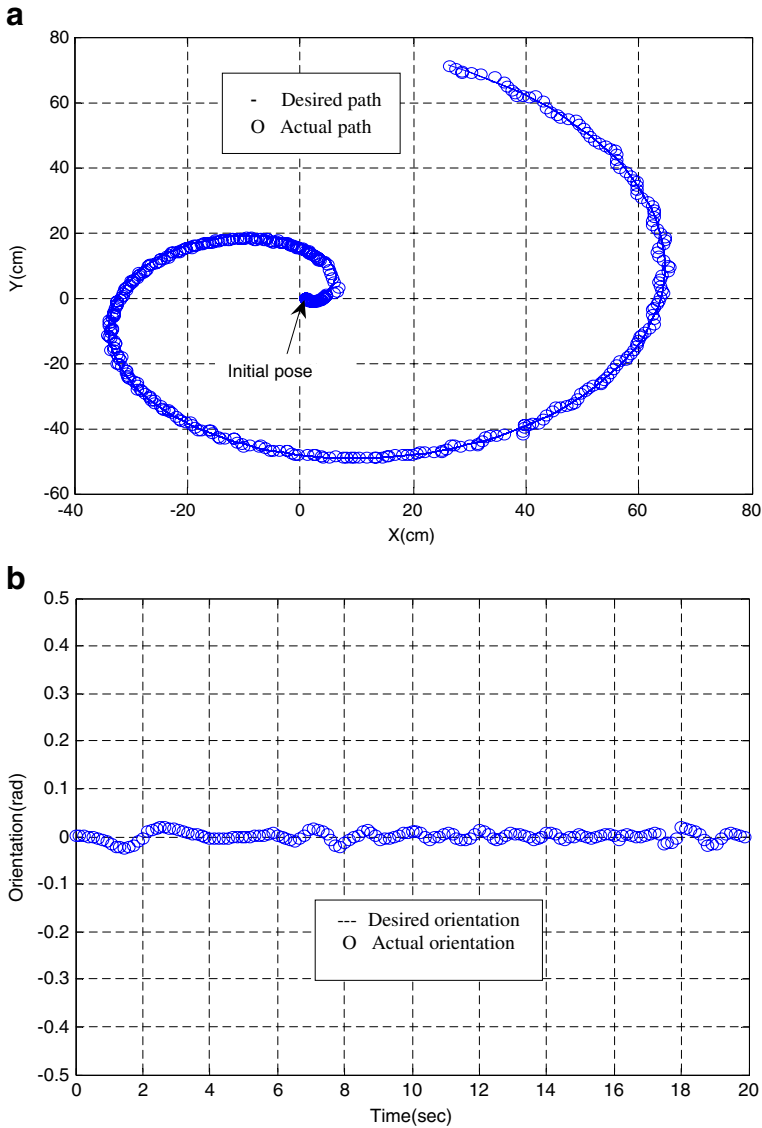 a
80
60
40
20
0
-20
-40
-60
Y(cm)
- Desired path
O Actual path
Initial pose
-40 -20 0 20 40 60 80
X(cm)
b
0.5
0.4
0.3
0.2
0.1
0
-0.1
-0.2
-0.3
-0.4
-0.5
Orientation(rad)
--- Desired orientation
O Actual orientation
0 2 4 6 8 10 12 14 16 18 20
Time(sec)